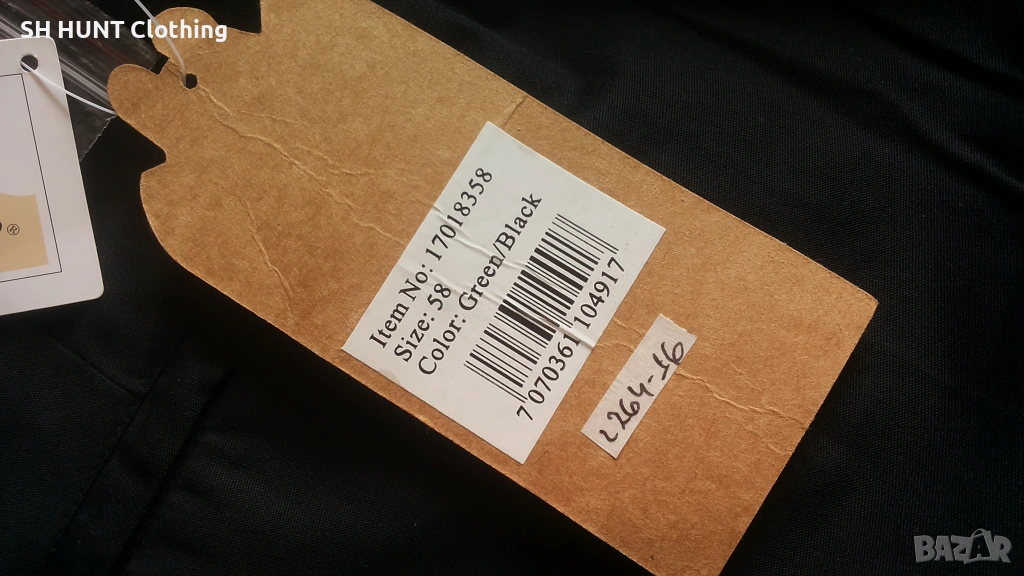 SH HUNT Clothing
®
Item No: 17018358
Size: 58
Color: Green/Black
7 070361 104917
2264-16
BAZAR